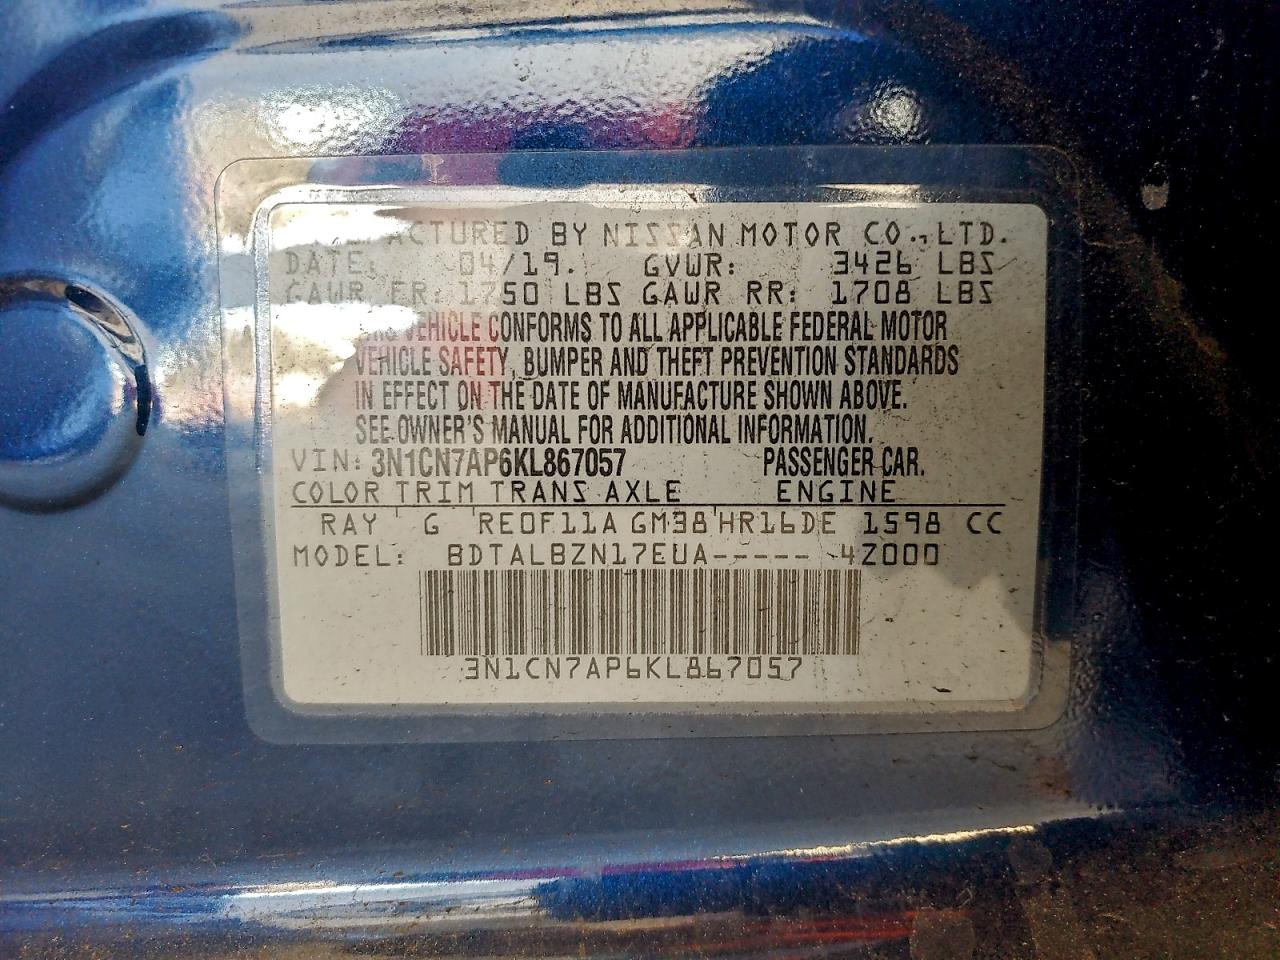 MANUFACTURED BY NISSAN MOTOR CO., LTD.
DATE: 04/19. GVWR: 3426 LBS
GAWR FR: 1750 LBS GAWR RR: 1708 LBS
THIS VEHICLE CONFORMS TO ALL APPLICABLE FEDERAL MOTOR
VEHICLE SAFETY, BUMPER AND THEFT PREVENTION STANDARDS
IN EFFECT ON THE DATE OF MANUFACTURE SHOWN ABOVE.
SEE OWNER'S MANUAL FOR ADDITIONAL INFORMATION.
VIN: 3N1CN7AP6KL867057 PASSENGER CAR.
COLOR TRIM TRANS AXLE ENGINE
RAY G RE0F11A GM38 HR16DE 1598 CC
MODEL: BDTALBZN17EUA----- 4Z000
3N1CN7AP6KL867057